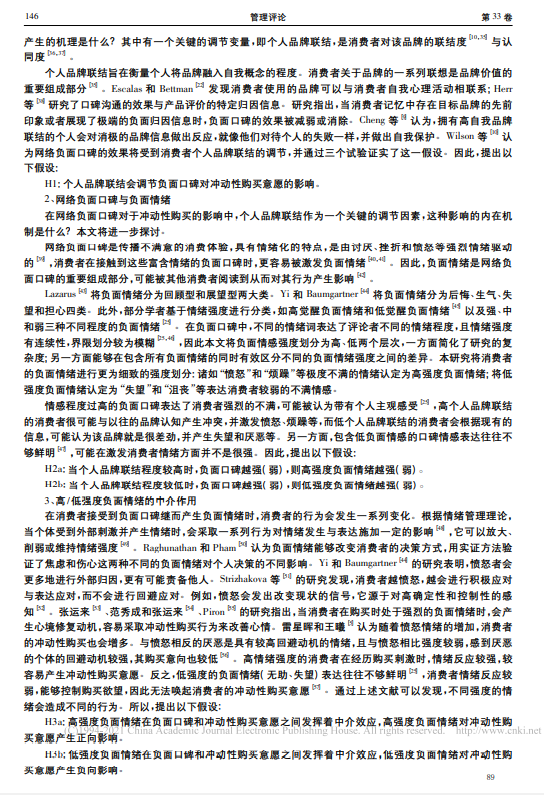 146 管理评论 第 33 卷
产生的机理是什么? 其中有一个关键的调节变量,即个人品牌联结,是消费者对该品牌的联结度[30,35]与认
同度[36,37]。
个人品牌联结旨在衡量个人将品牌融入自我概念的程度。消费者关于品牌的一系列联想是品牌价值的
重要组成部分[38]。Escalas 和 Bettman[22]发现消费者使用的品牌可以与消费者自我心理活动相联系; Herr
等[39]研究了口碑沟通的效果与产品评价的特定归因信息。研究指出,当消费者记忆中存在目标品牌的先前
印象或者展现了极端的负面归因信息时,负面口碑的效果被减弱或消除。Cheng 等[9]认为,拥有高自我品牌
联结的个人会对消极的品牌信息做出反应,就像他们对待个人的失败一样,并做出自我保护。Wilson 等[30]认
为网络负面口碑的效果将受到消费者个人品牌联结的调节,并通过三个试验证实了这一假设。因此,提出以
下假设:
H1: 个人品牌联结会调节负面口碑对冲动性购买意愿的影响。
2、网络负面口碑与负面情绪
在网络负面口碑对于冲动性购买的影响中,个人品牌联结作为一个关键的调节因素,这种影响的内在机
制是什么? 本文将进一步探讨。
网络负面口碑是传播不满意的消费体验,具有情绪化的特点,是由讨厌、挫折和愤怒等强烈情绪驱动
的[39],消费者在接触到这些富含情绪的负面口碑时,更容易被激发负面情绪[40,41]。因此,负面情绪是网络负
面口碑的重要组成部分,可能被其他消费者阅读到从而对其行为产生影响[42]。
Lazarus[43]将负面情绪分为回顾型和展望型两大类。Yi 和 Baumgartner[44]将负面情绪分为后悔、生气、失
望和担心四类。此外,部分学者基于情绪强度进行分类,如高觉醒负面情绪和低觉醒负面情绪[45]以及强、中
和弱三种不同程度的负面情绪[25]。在负面口碑中,不同的情绪词表达了评论者不同的情绪程度,且情绪强度
有连续性,界限划分较为模糊[25,46],因此本文将负面情感强度划分为高、低两个层次,一方面简化了研究的复
杂度; 另一方面能够在包含所有负面情绪的同时有效区分不同的负面情绪强度之间的差异。本研究将消费者
的负面情绪进行更为细致的强度划分: 诸如“愤怒”和“烦躁”等极度不满的情绪认定为高强度负面情绪; 将低
强度负面情绪认定为“失望”和“沮丧”等表达消费者较弱的不满情感。
情感程度过高的负面口碑表达了消费者强烈的不满,可能被认为带有个人主观感受[25],高个人品牌联结
的消费者很可能与以往的品牌认知产生冲突,并激发愤怒、烦躁等,而低个人品牌联结的消费者会根据现有的
信息,可能认为该品牌就是很差劲,并产生失望和厌恶等。另一方面,包含低负面情感的口碑情感表达往往不
够鲜明[47],可能在激发消费者情绪方面并不是很强。因此,提出以下假设:
H2a: 当个人品牌联结程度较高时,负面口碑越强( 弱) ,则高强度负面情绪越强( 弱) 。
H2b: 当个人品牌联结程度较低时,负面口碑越强( 弱) ,则低强度负面情绪越强( 弱) 。
3、高/低强度负面情绪的中介作用
在消费者接受到负面口碑继而产生负面情绪时,消费者的行为会发生一系列变化。根据情绪管理理论,
当个体受到外部刺激并产生情绪时,会采取一系列行为对情绪发生与表达施加一定的影响[48],它可以放大、
削弱或维持情绪强度[49]。Raghunathan 和 Pham[50]认为负面情绪能够改变消费者的决策方式,用实证方法验
证了焦虑和伤心这两种不同的负面情绪对个人决策的不同影响。Yi 和 Baumgartner[44]的研究表明,愤怒者会
更多地进行外部归因,更有可能责备他人。Strizhakova 等[51]的研究发现,消费者越愤怒,越会进行积极应对
与表达应对,而不会进行回避应对。例如,愤怒会发出改变现状的信号,它源于对高确定性和控制性的感
知[52]。张运来[53]、范秀成和张运来[54]、Piron[55]的研究指出,当消费者在购买时处于强烈的负面情绪时,会产
生心境修复动机,容易采取冲动性购买行为来改善心情。雷星晖和王曦[5]认为随着愤怒情绪的增加,消费者
的冲动性购买也会增多。与愤怒相反的厌恶是具有较高回避动机的情绪,且与愤怒相比强度较弱,感到厌恶
的个体的回避动机较强,其购买意向也较低[56]。高情绪强度的消费者在经历购买刺激时,情绪反应较强,较
容易产生冲动性购买意愿。反之,低强度的负面情绪( 无助、失望) 表达往往不够鲜明[25],消费者情绪反应较
弱,能够控制购买欲望,因此无法唤起消费者的冲动性购买意愿[57]。通过上述文献可以发现,不同强度的情
绪会造成不同的行为。所以,提出以下假设:
H3a: 高强度负面情绪在负面口碑和冲动性购买意愿之间发挥着中介效应,高强度负面情绪对冲动性购
(C)1994-2021 China Academic Journal Electronic Publishing House. All rights reserved. http://www.cnki.net
买意愿产生正向影响。
H3b: 低强度负面情绪在负面口碑和冲动性购买意愿之间发挥着中介效应,低强度负面情绪对冲动性购
买意愿产生负向影响。
89